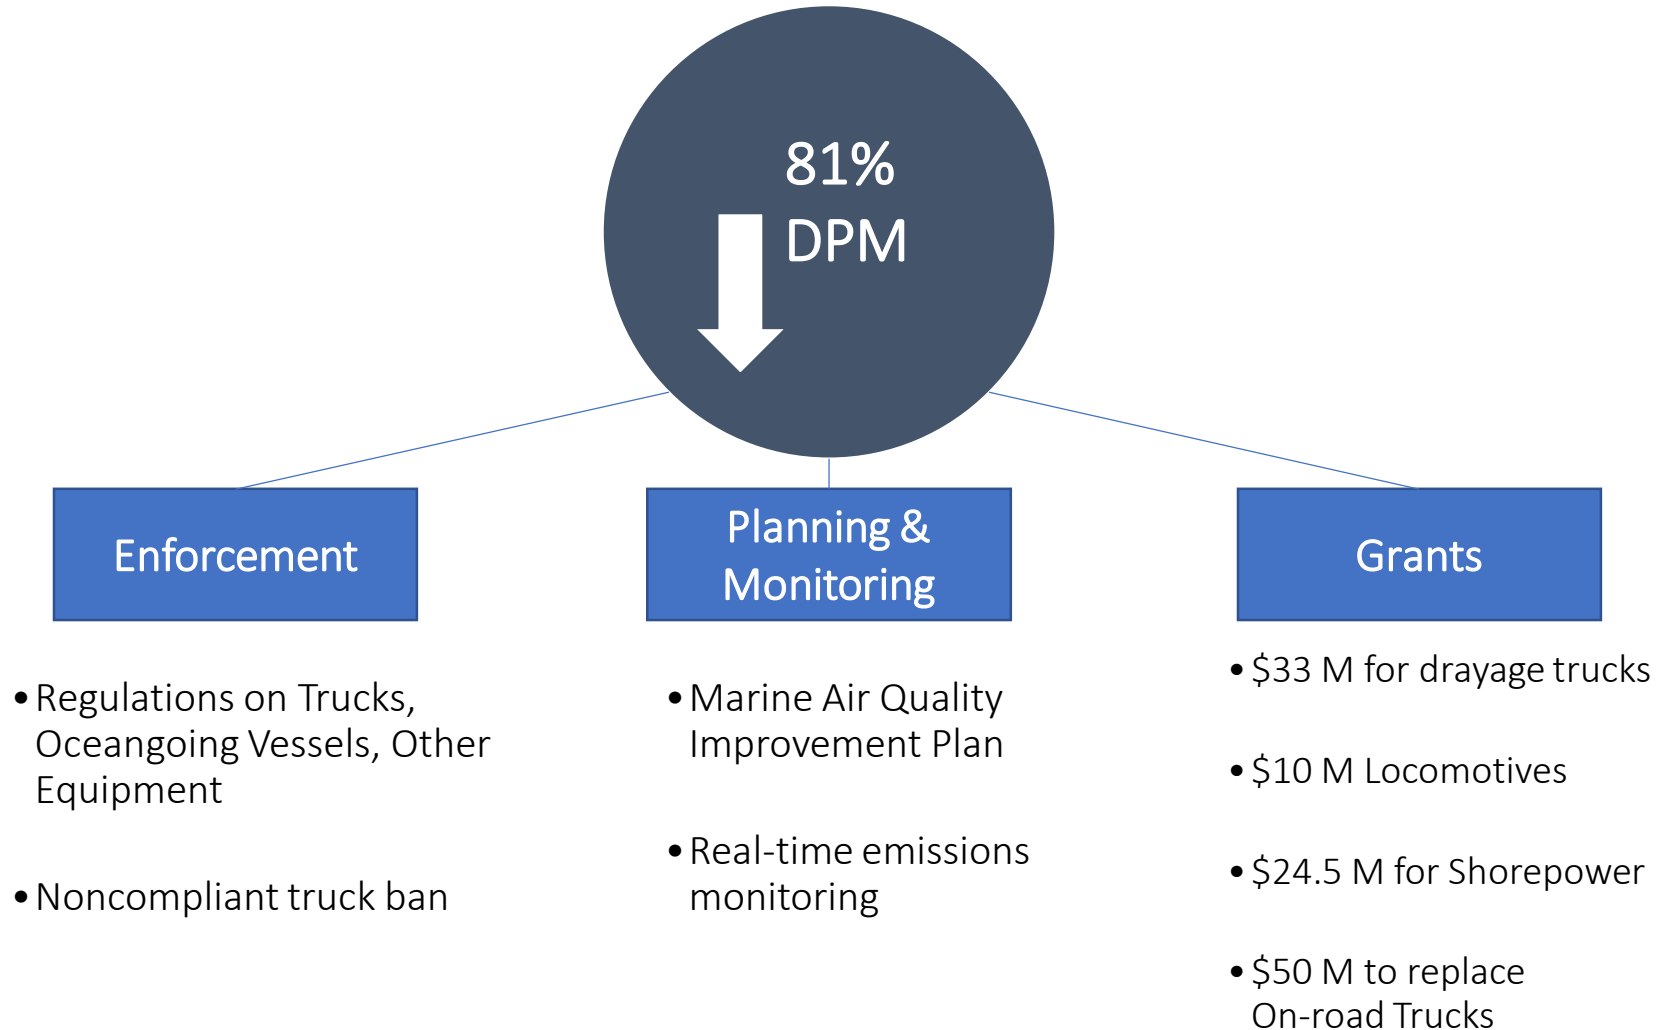 81%
DPM
Enforcement
•Regulations on Trucks,
Oceangoing Vessels, Other
Equipment
•Noncompliant truck ban
Planning &
Monitoring
•Marine Air Quality
Improvement Plan
•Real-time emissions
monitoring
Grants
•$33 M for drayage trucks
•$10 M Locomotives
•$24.5 M for Shorepower
•$50 M to replace
On-road Trucks